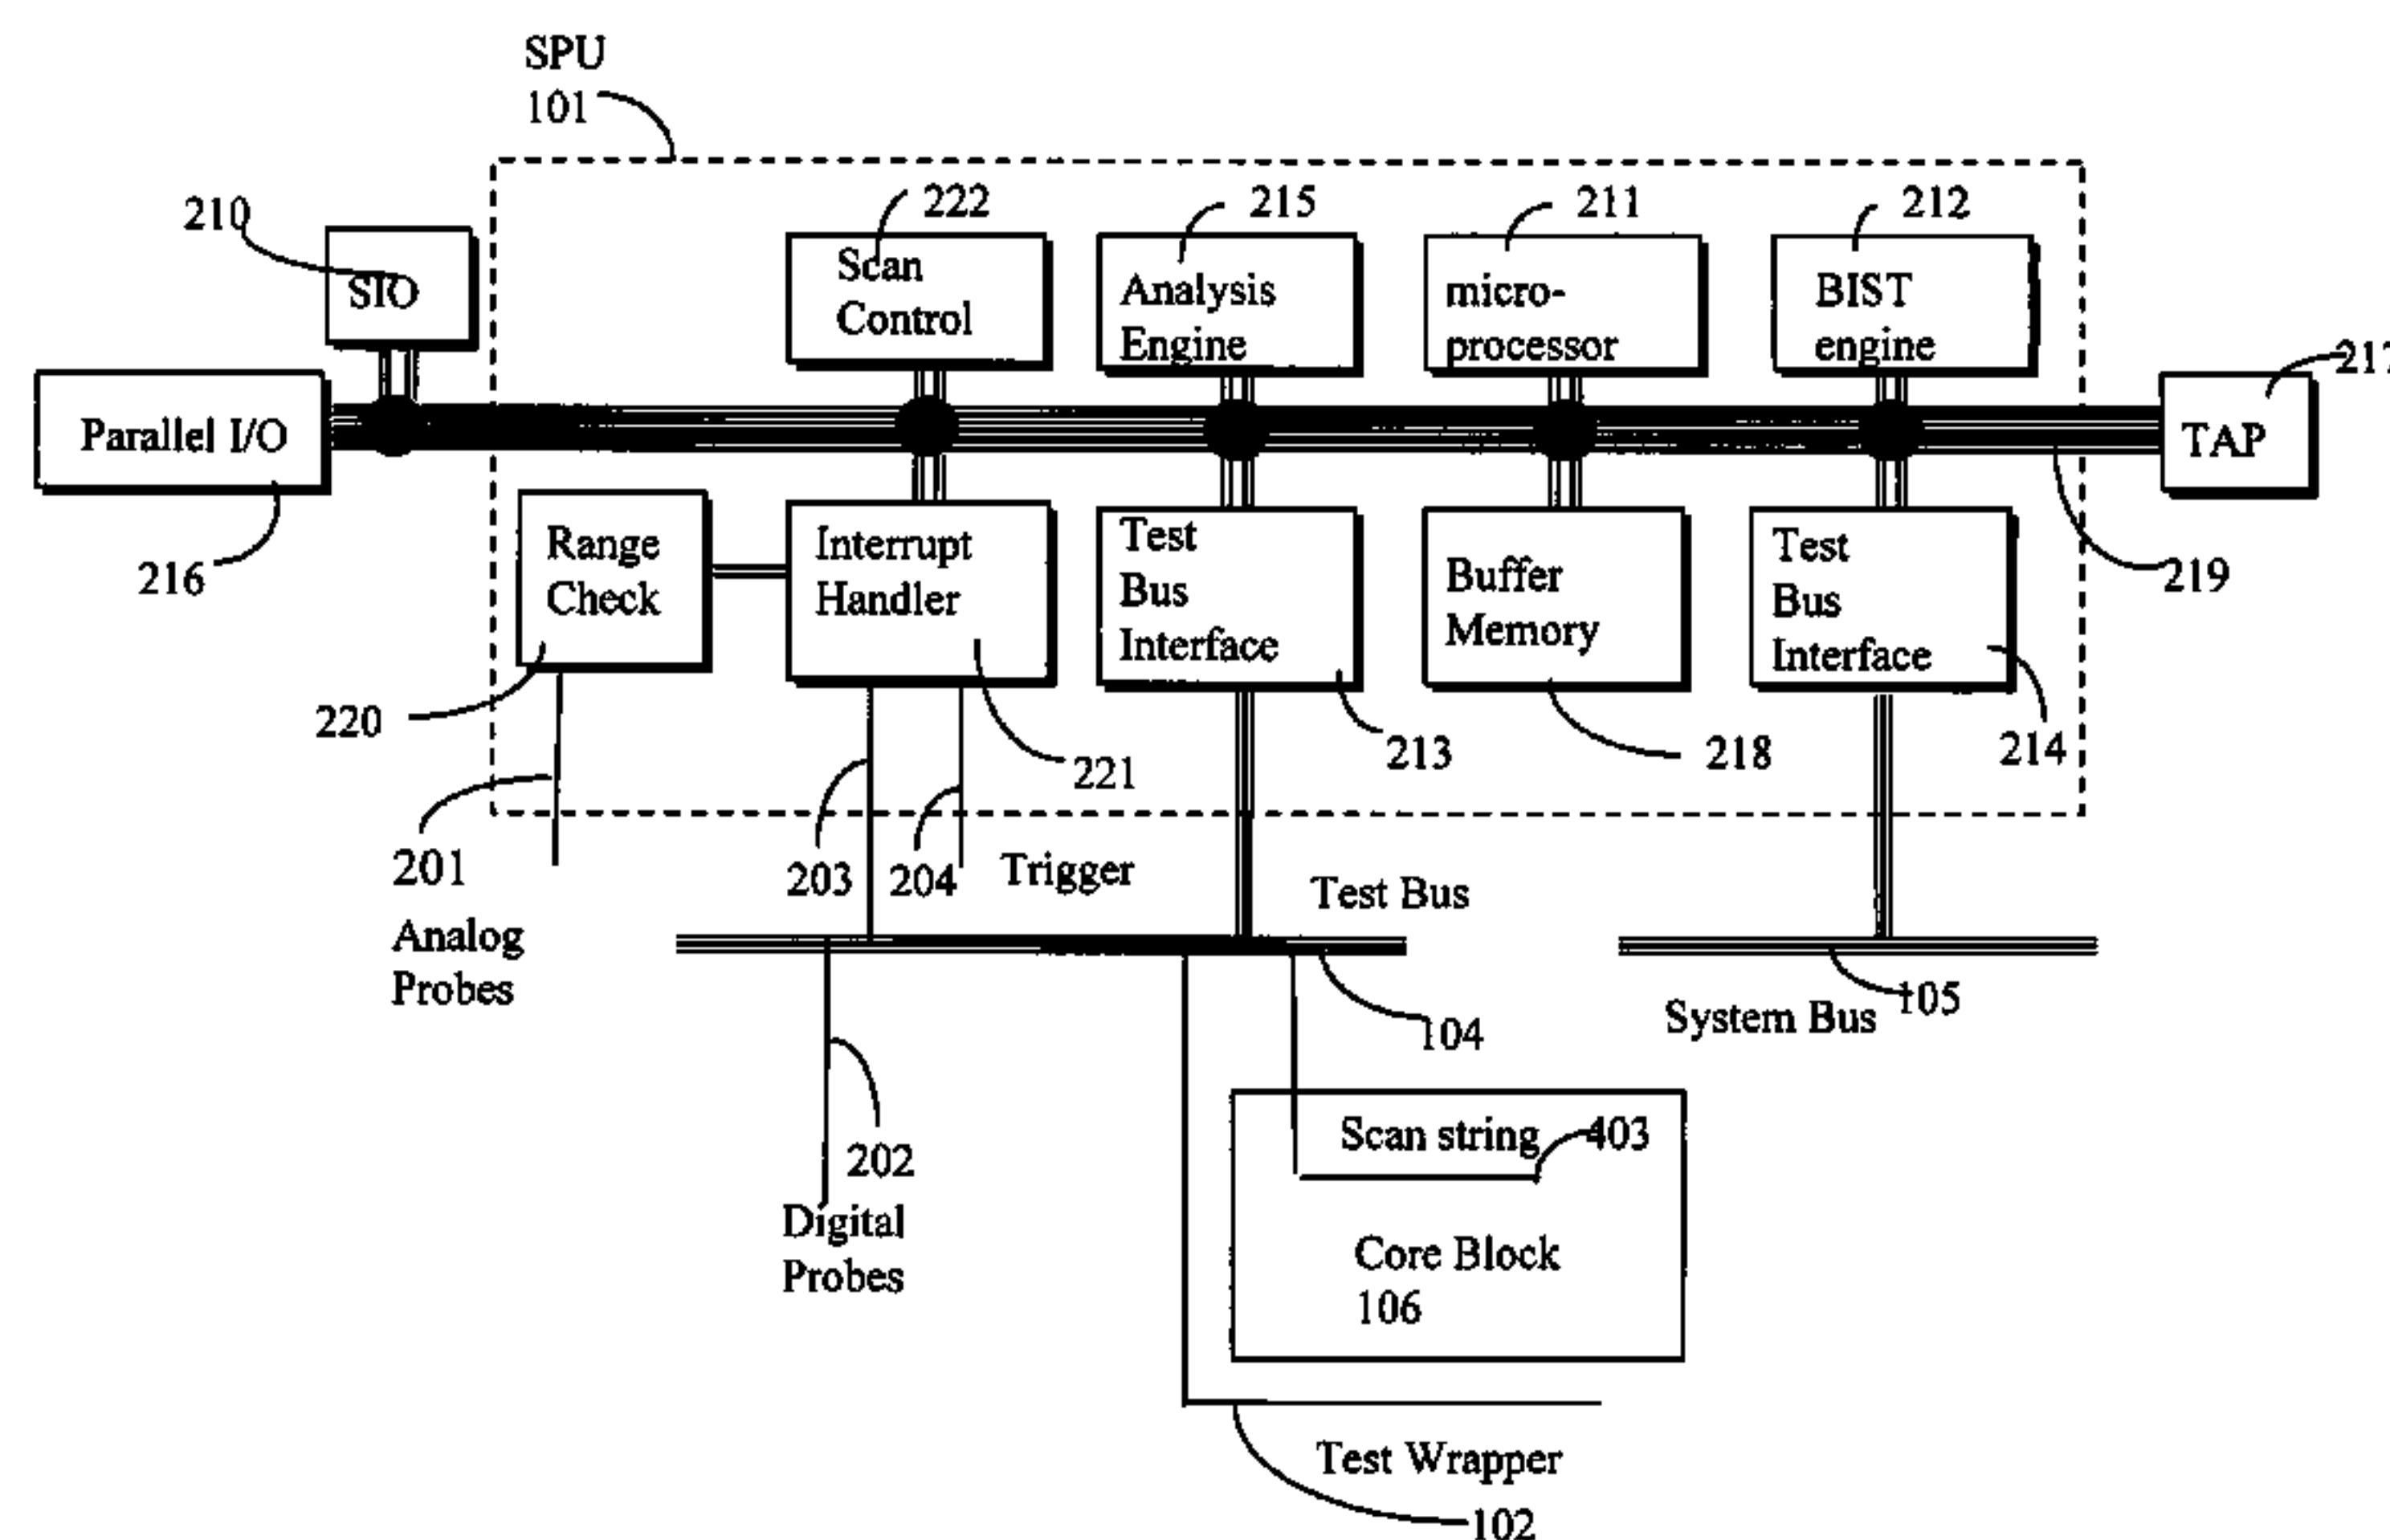 SPU
101
210
222
215
211
212
SIO
Scan
Control
Analysis
Engine
micro-
processor
BIST
engine
217
Parallel I/O
TAP
216
Range
Check
Interrupt
Handler
Test
Bus
Interface
Buffer
Memory
Test
Bus
Interface
219
220
221
213
218
214
201
203
204
Trigger
Test Bus
Analog
Probes
104
System Bus
105
202
Scan string
403
Digital
Probes
Core Block
106
Test Wrapper
102